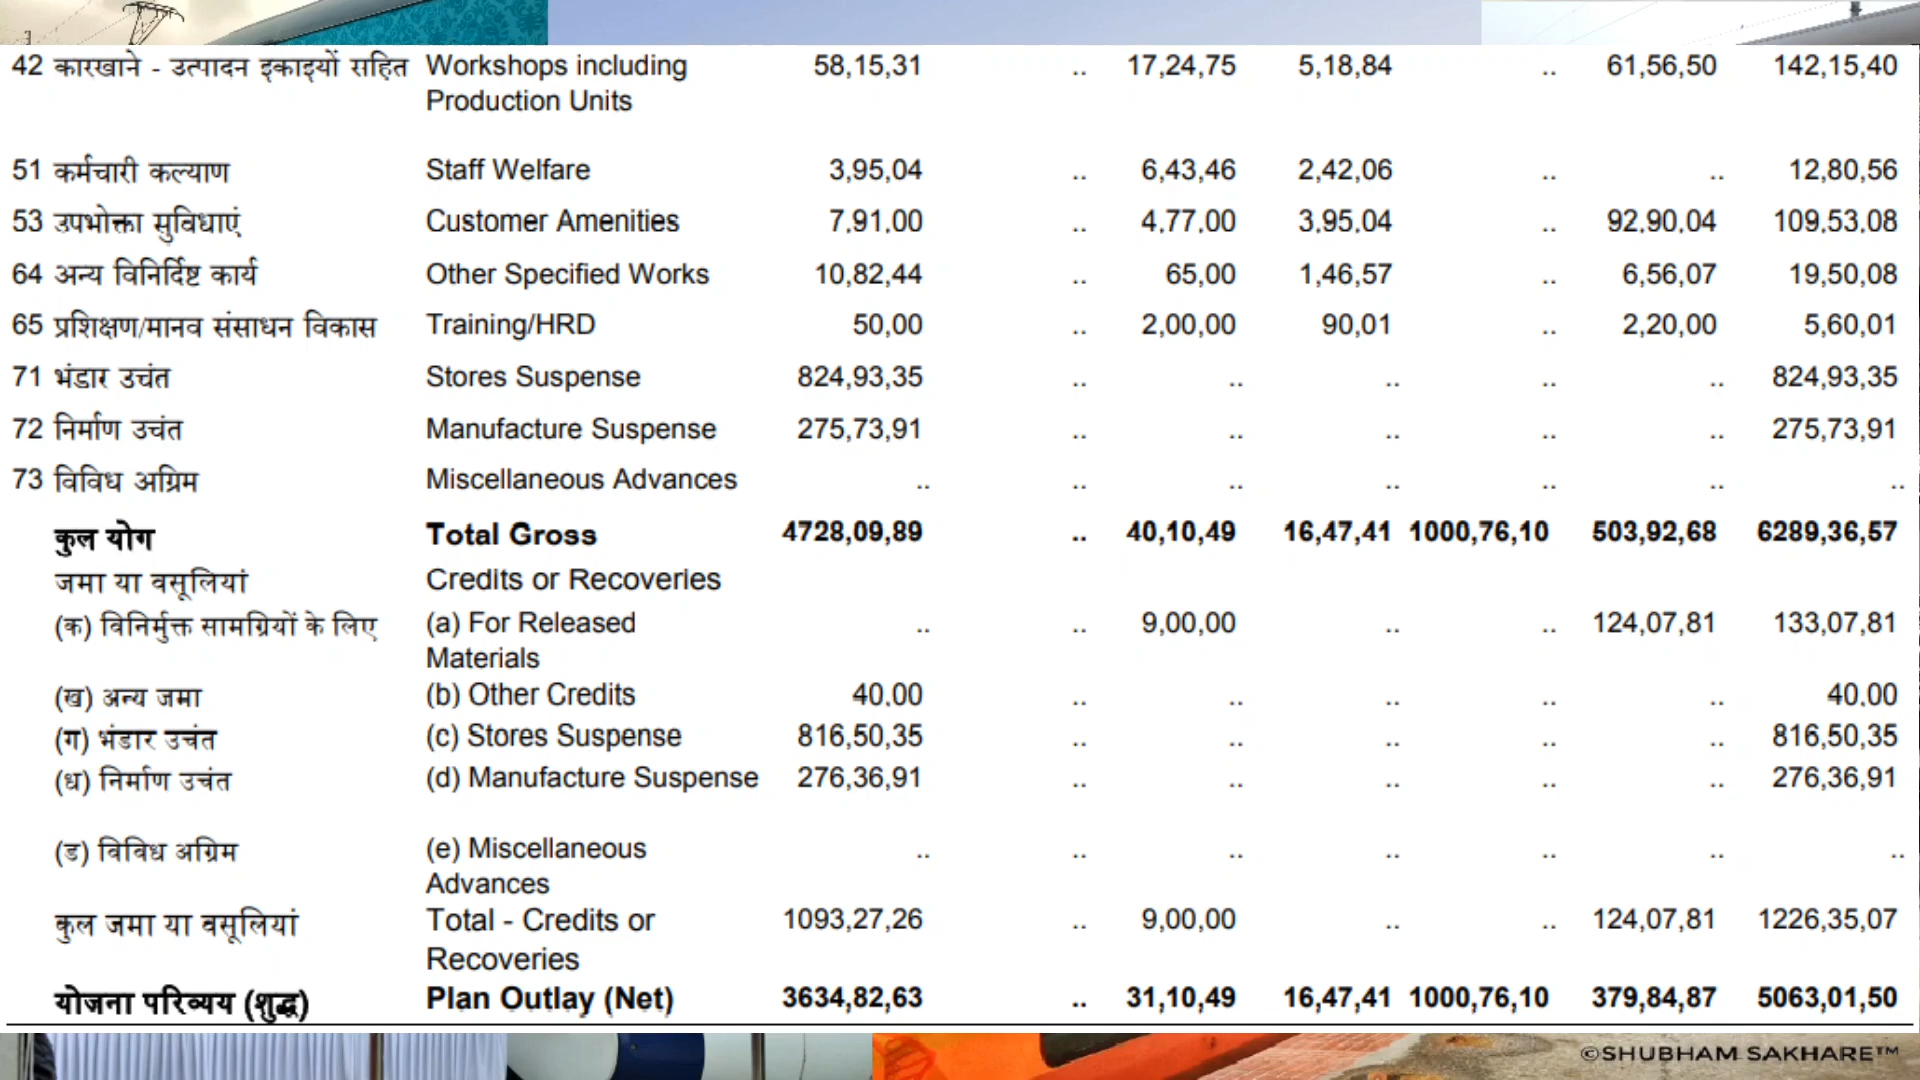 42 कारखाने - उत्पादन इकाइयों सहित Workshops including 58,15,31 .. 17,24,75 5,18,84 .. 61,56,50 142,15,40
Production Units
51 कर्मचारी कल्याण Staff Welfare 3,95,04 .. 6,43,46 2,42,06 .. .. 12,80,56
53 उपभोक्ता सुविधाएं Customer Amenities 7,91,00 .. 4,77,00 3,95,04 .. 92,90,04 109,53,08
64 अन्य विनिर्दिष्ट कार्य Other Specified Works 10,82,44 .. 65,00 1,46,57 .. 6,56,07 19,50,08
65 प्रशिक्षण/मानव संसाधन विकास Training/HRD 50,00 .. 2,00,00 90,01 .. 2,20,00 5,60,01
71 भंडार उचंत Stores Suspense 824,93,35 .. .. .. .. .. 824,93,35
72 निर्माण उचंत Manufacture Suspense 275,73,91 .. .. .. .. .. 275,73,91
73 विविध अग्रिम Miscellaneous Advances .. .. .. .. .. .. ..
कुल योग Total Gross 4728,09,89 .. 40,10,49 16,47,41 1000,76,10 503,92,68 6289,36,57
जमा या वसूलियां Credits or Recoveries
(क) विनिर्मुक्त सामग्रियों के लिए (a) For Released .. .. 9,00,00 .. .. 124,07,81 133,07,81
Materials
(ख) अन्य जमा (b) Other Credits 40,00 .. .. .. .. .. 40,00
(ग) भंडार उचंत (c) Stores Suspense 816,50,35 .. .. .. .. .. 816,50,35
(ध) निर्माण उचंत (d) Manufacture Suspense 276,36,91 .. .. .. .. .. 276,36,91
(ड) विविध अग्रिम (e) Miscellaneous .. .. .. .. .. .. ..
Advances
कुल जमा या वसूलियां Total - Credits or 1093,27,26 .. 9,00,00 .. .. 124,07,81 1226,35,07
Recoveries
योजना परिव्यय (शुद्ध) Plan Outlay (Net) 3634,82,63 .. 31,10,49 16,47,41 1000,76,10 379,84,87 5063,01,50
©SHUBHAM SAKHARE™